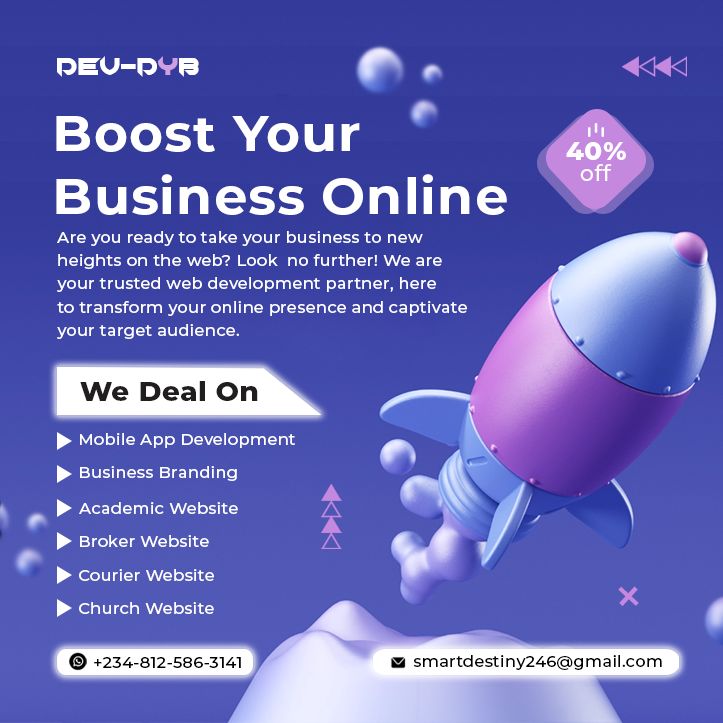 DEV-DYB
Boost Your
Business Online
40%
off
Are you ready to take your business to new
heights on the web? Look  no further! We are
your trusted web development partner, here
to transform your online presence and captivate
your target audience.
We Deal On
Mobile App Development
Business Branding
Academic Website
Broker Website
Courier Website
Church Website
+234-812-586-3141
smartdestiny246@gmail.com